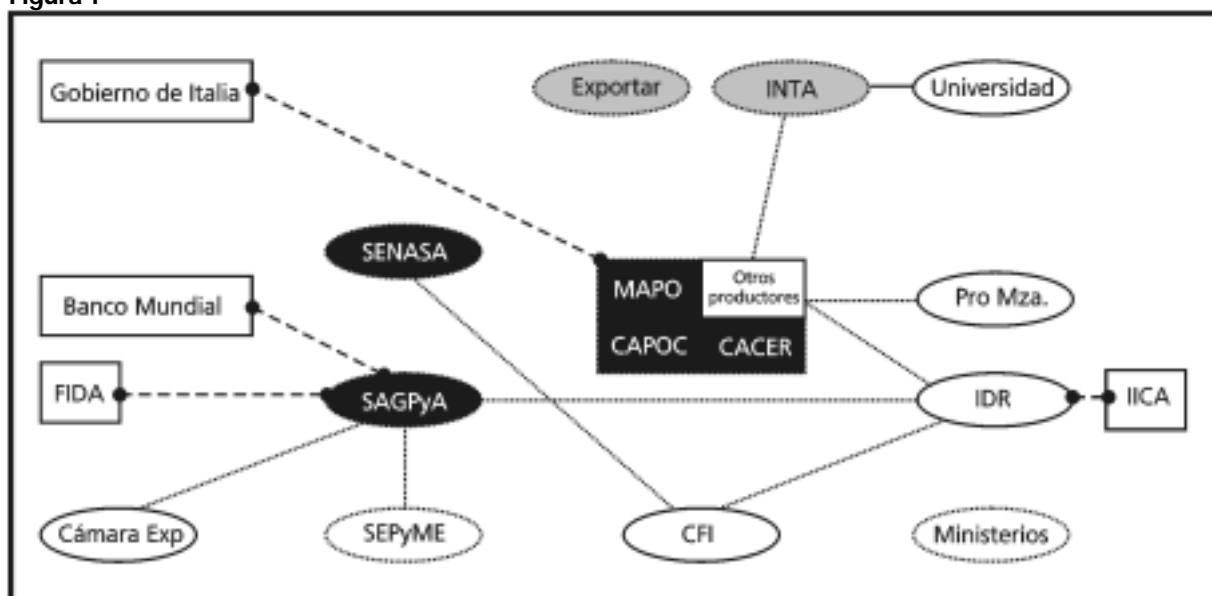 Figura 1
Gobierno de Italia
Exportar
INTA
Universidad
SENASA
MAPO
Otros
productores
Banco Mundial
Pro Mza.
CAPOC
CACER
FIDA
SAGPyA
IDR
IICA
Cámara Exp
SEPyME
CFI
Ministerios